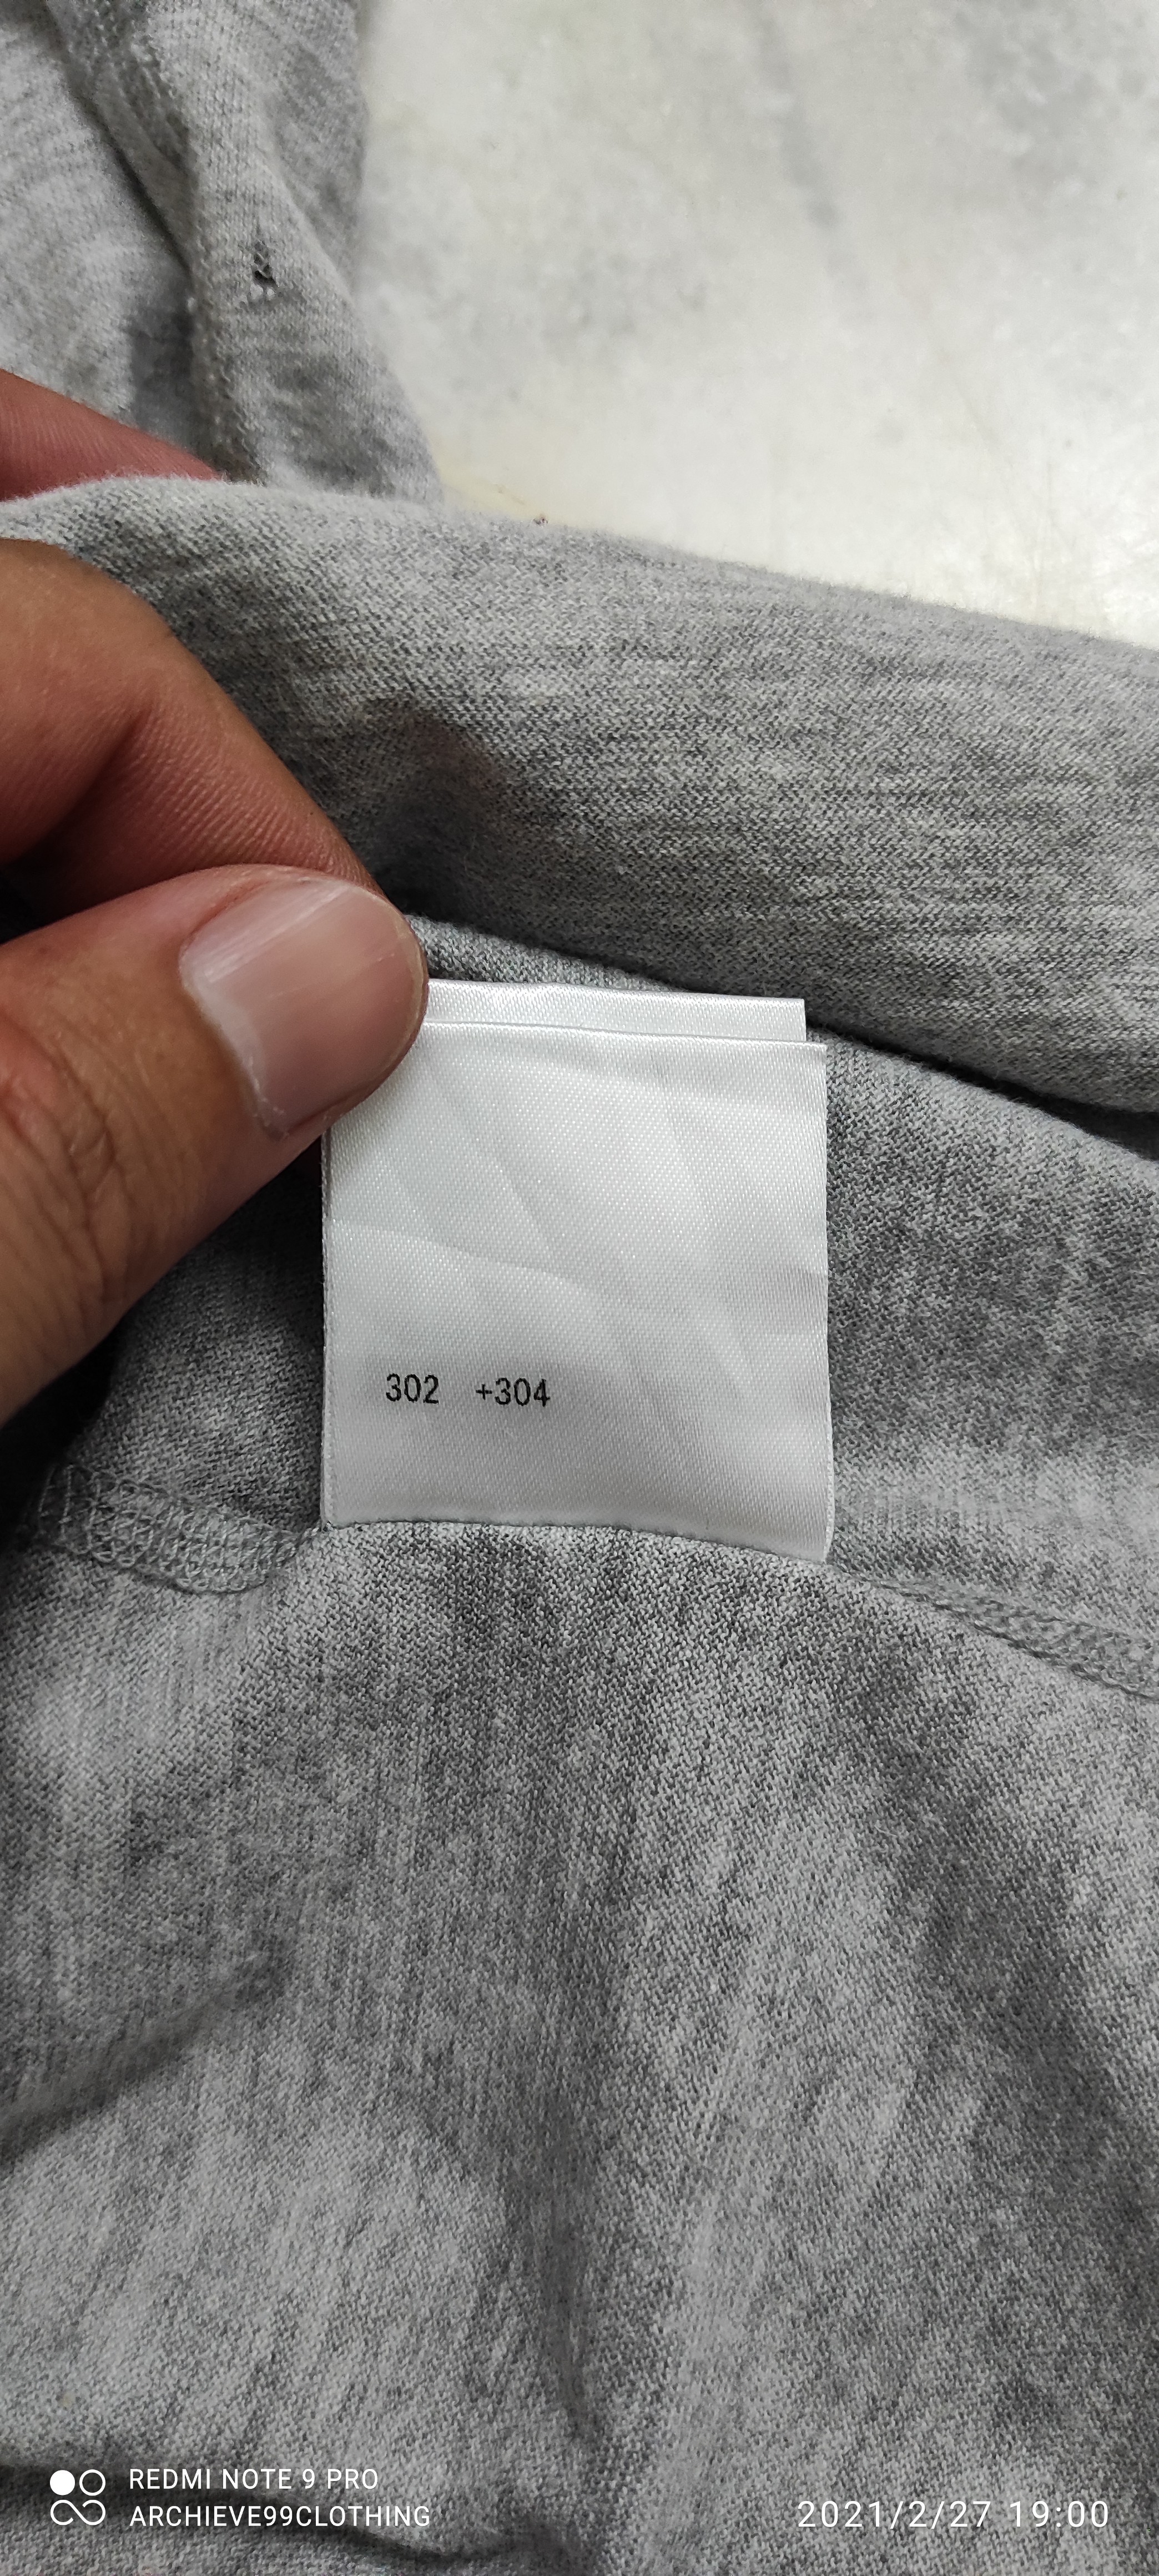 302 +304
REDMI NOTE 9 PRO
ARCHIEVE99CLOTHING
2021/2/27 19:00